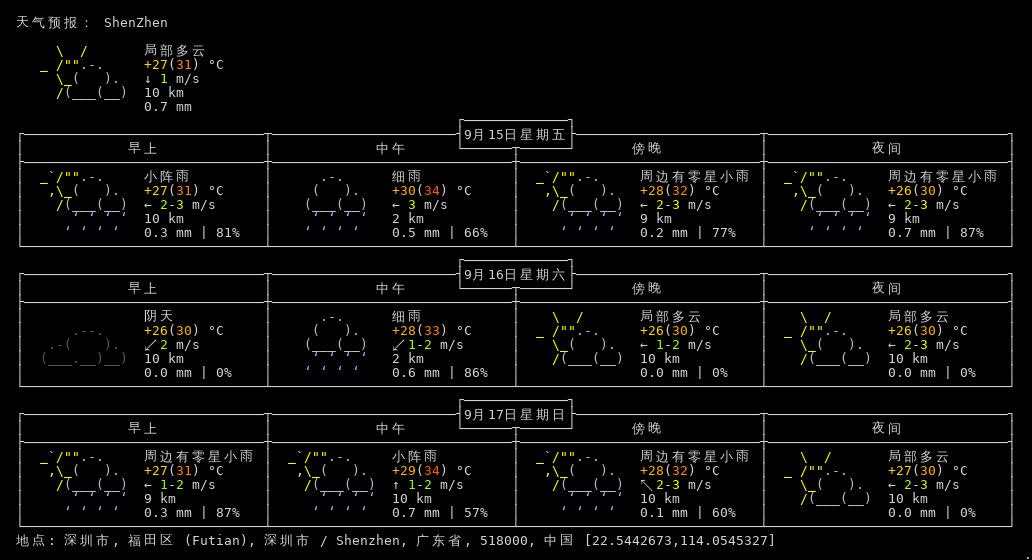 天气预报： ShenZhen
局部多云
+27(31) °C
↓ 1 m/s
10 km
0.7 mm
9月15日星期五
早上 中午 傍晚 夜间
小阵雨 细雨 周边有零星小雨 周边有零星小雨
+27(31) °C +30(34) °C +28(32) °C +26(30) °C
← 2-3 m/s ← 3 m/s ← 2-3 m/s ← 2-3 m/s
10 km 2 km 9 km 9 km
0.3 mm | 81% 0.5 mm | 66% 0.2 mm | 77% 0.7 mm | 87%
9月16日星期六
早上 中午 傍晚 夜间
阴天 细雨 局部多云 局部多云
+26(30) °C +28(33) °C +26(30) °C +26(30) °C
↙ 2 m/s ↙ 1-2 m/s ← 1-2 m/s ← 2-3 m/s
10 km 2 km 10 km 10 km
0.0 mm | 0% 0.6 mm | 86% 0.0 mm | 0% 0.0 mm | 0%
9月17日星期日
早上 中午 傍晚 夜间
周边有零星小雨 小阵雨 周边有零星小雨 局部多云
+27(31) °C +29(34) °C +28(32) °C +27(30) °C
← 1-2 m/s ↑ 1-2 m/s ↖ 2-3 m/s ← 2-3 m/s
9 km 10 km 10 km 10 km
0.3 mm | 87% 0.7 mm | 57% 0.1 mm | 60% 0.0 mm | 0%
地点: 深圳市, 福田区 (Futian), 深圳市 / Shenzhen, 广东省, 518000, 中国 [22.5442673,114.0545327]